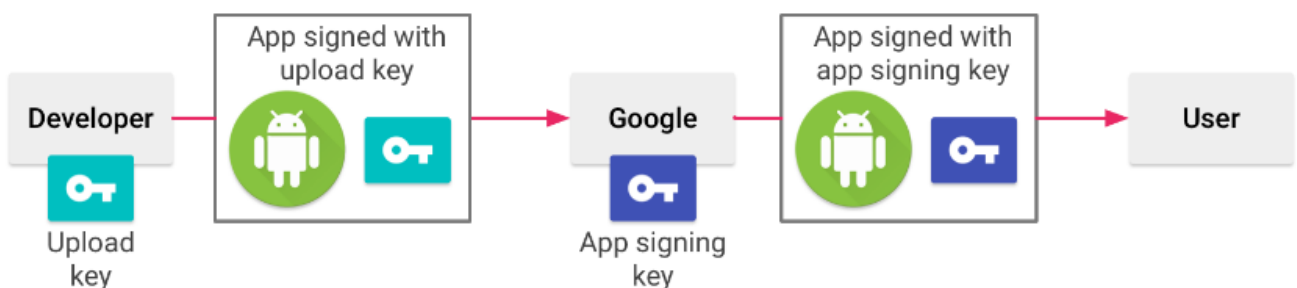 App signed with
upload key
App signed with
app signing key
Developer
Google
User
Upload
key
App signing
key